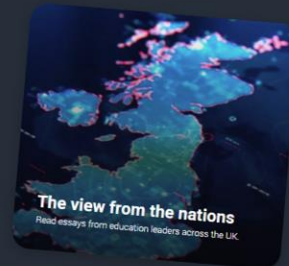 The view from the nations
Read essays from education leaders across the UK.